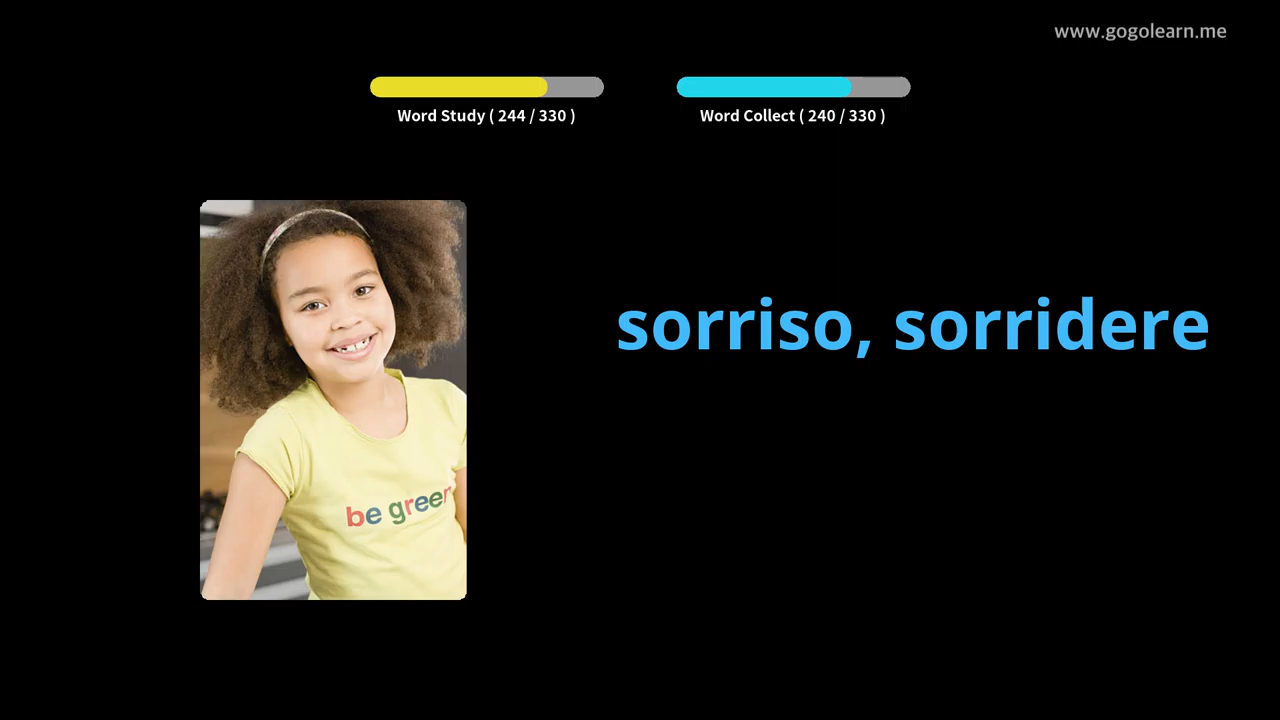 www.gogolearn.me
Word Study ( 244 / 330 )
Word Collect ( 240 / 330 )
sorriso, sorridere
be green